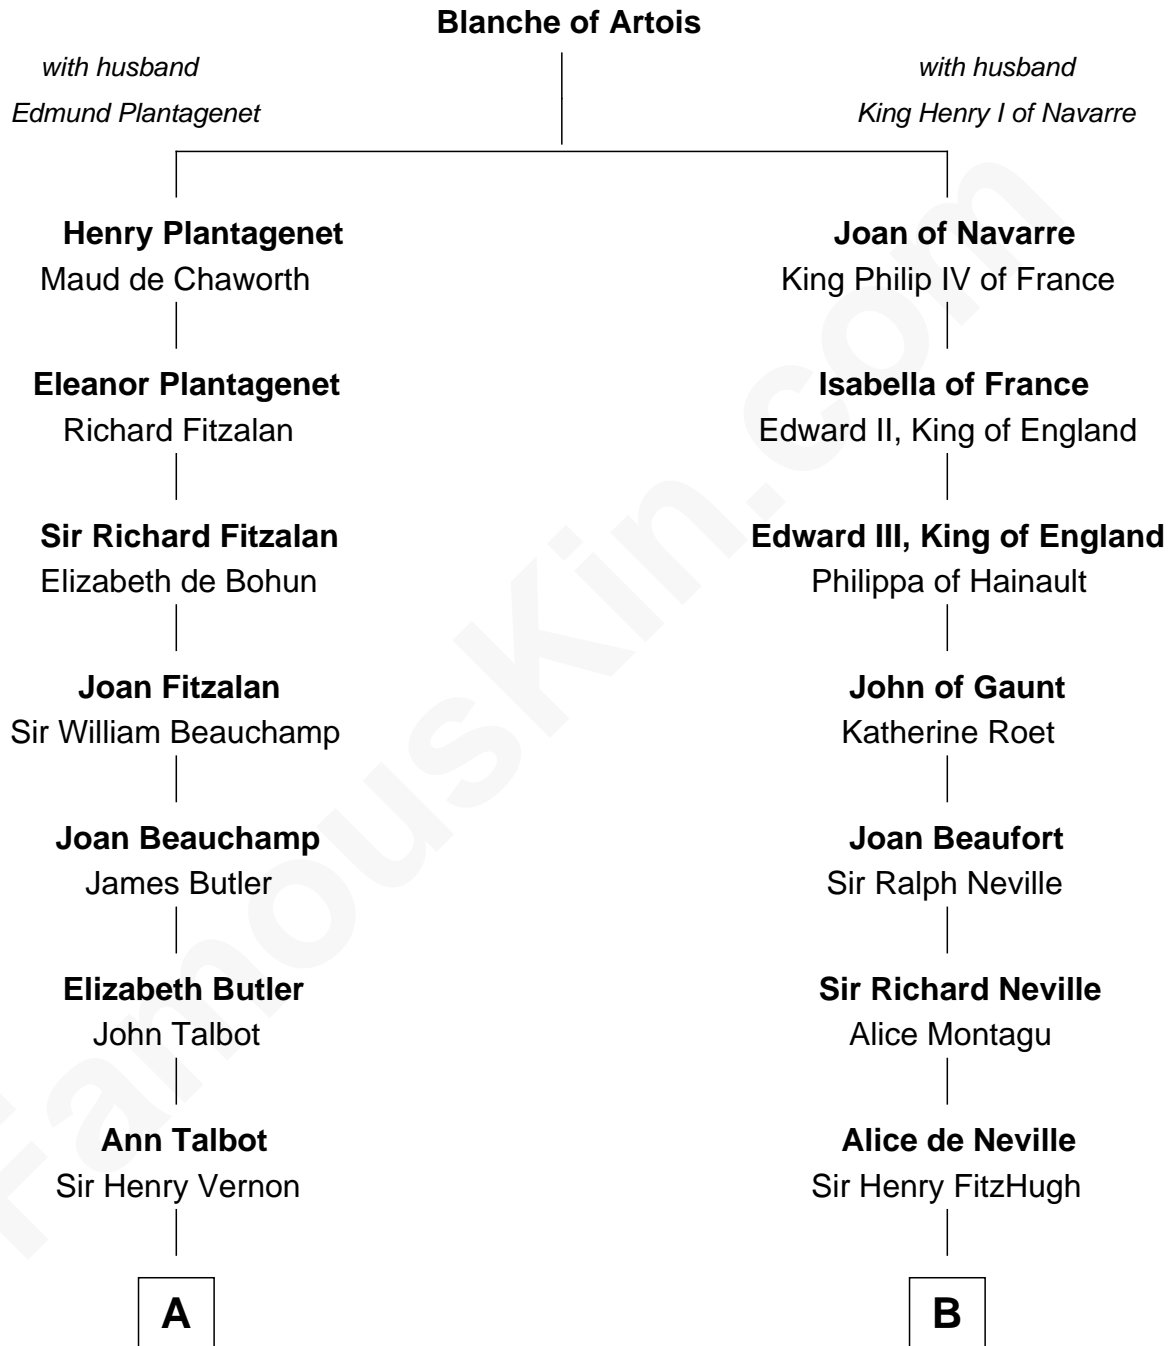 Blanche of Artois
with husband
Edmund Plantagenet
with husband
King Henry I of Navarre
Henry Plantagenet
Maud de Chaworth
Joan of Navarre
King Philip IV of France
Eleanor Plantagenet
Richard Fitzalan
Isabella of France
Edward II, King of England
Sir Richard Fitzalan
Elizabeth de Bohun
Edward III, King of England
Philippa of Hainault
Joan Fitzalan
Sir William Beauchamp
John of Gaunt
Katherine Roet
Joan Beauchamp
James Butler
Joan Beaufort
Sir Ralph Neville
Elizabeth Butler
John Talbot
Sir Richard Neville
Alice Montagu
Ann Talbot
Sir Henry Vernon
Alice de Neville
Sir Henry FitzHugh
A
B
FamousKin.com